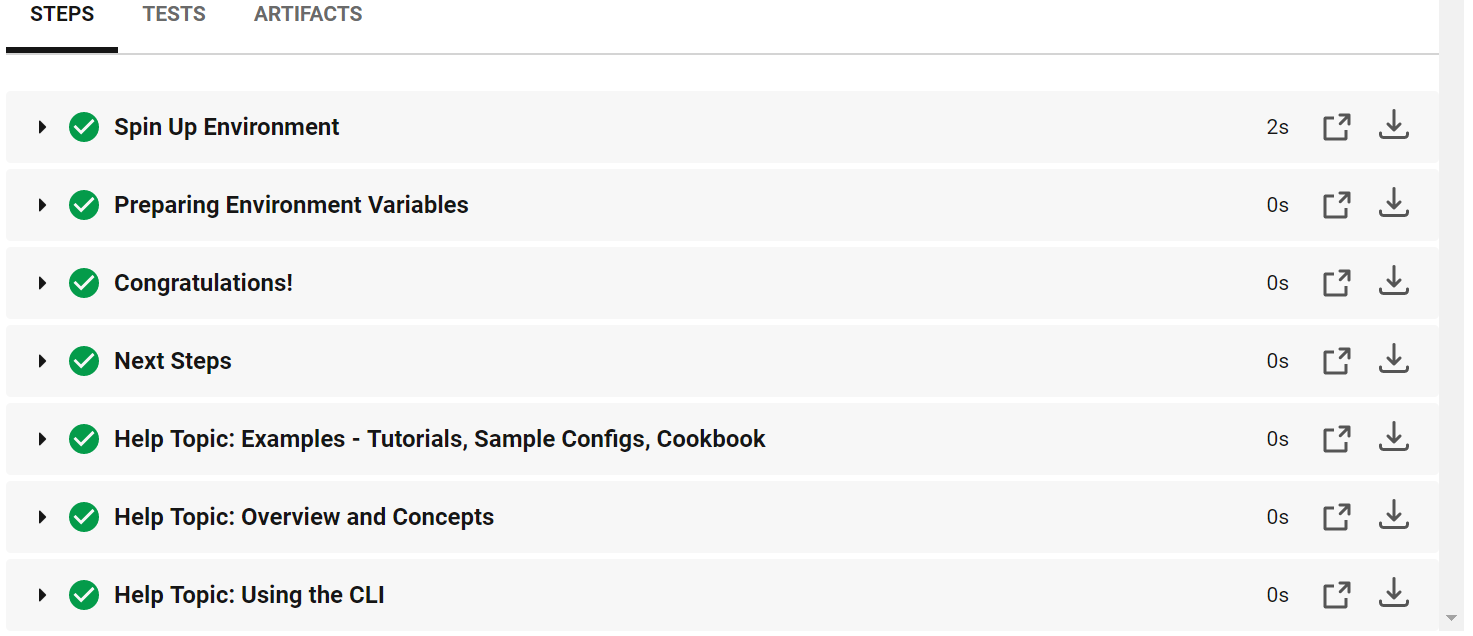 STEPS TESTS ARTIFACTS
Spin Up Environment 2s
Preparing Environment Variables 0s
Congratulations! 0s
Next Steps 0s
Help Topic: Examples - Tutorials, Sample Configs, Cookbook 0s
Help Topic: Overview and Concepts 0s
Help Topic: Using the CLI 0s